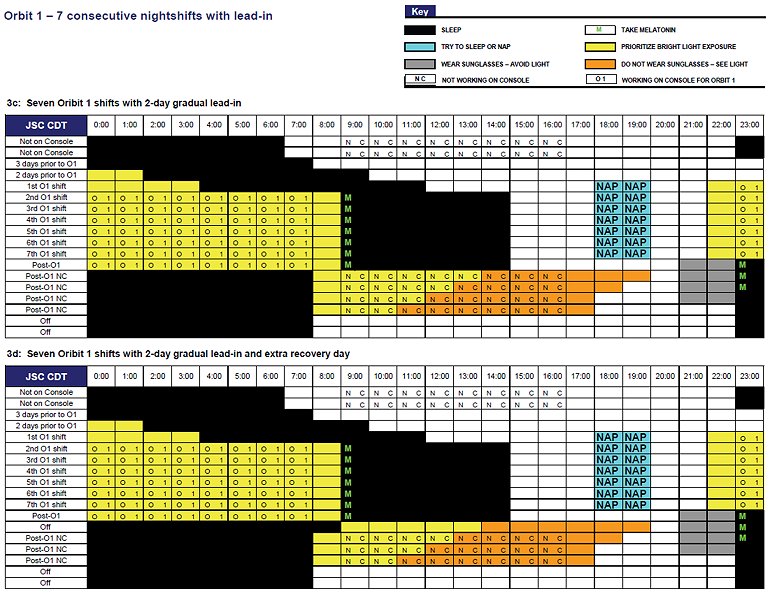 Orbit 1 – 7 consecutive nightshifts with lead-in
Key
SLEEP
M TAKE MELATONIN
TRY TO SLEEP OR NAP
PRIORITIZE BRIGHT LIGHT EXPOSURE
WEAR SUNGLASSES – AVOID LIGHT
DO NOT WEAR SUNGLASSES – SEE LIGHT
N C NOT WORKING ON CONSOLE
O 1 WORKING ON CONSOLE FOR ORBIT 1
3c: Seven Oribit 1 shifts with 2-day gradual lead-in
JSC CDT 0:00 1:00 2:00 3:00 4:00 5:00 6:00 7:00 8:00 9:00 10:00 11:00 12:00 13:00 14:00 15:00 16:00 17:00 18:00 19:00 20:00 21:00 22:00 23:00
Not on Console N C N C N C N C N C N C N C N C
Not on Console N C N C N C N C N C N C N C N C
3 days prior to O1
2 days prior to O1
1st O1 shift NAP NAP O 1
2nd O1 shift O 1 O 1 O 1 O 1 O 1 O 1 O 1 O 1 M NAP NAP O 1
3rd O1 shift O 1 O 1 O 1 O 1 O 1 O 1 O 1 O 1 M NAP NAP O 1
4th O1 shift O 1 O 1 O 1 O 1 O 1 O 1 O 1 O 1 M NAP NAP O 1
5th O1 shift O 1 O 1 O 1 O 1 O 1 O 1 O 1 O 1 M NAP NAP O 1
6th O1 shift O 1 O 1 O 1 O 1 O 1 O 1 O 1 O 1 M NAP NAP O 1
7th O1 shift O 1 O 1 O 1 O 1 O 1 O 1 O 1 O 1 M NAP NAP O 1
Post-O1 O 1 O 1 O 1 O 1 O 1 O 1 O 1 O 1 M M
Post-O1 NC N C N C N C N C N C N C N C N C M
Post-O1 NC N C N C N C N C N C N C N C N C M
Post-O1 NC N C N C N C N C N C N C N C N C
Post-O1 NC N C N C N C N C N C N C N C N C
Off
Off
3d: Seven Oribit 1 shifts with 2-day gradual lead-in and extra recovery day
JSC CDT 0:00 1:00 2:00 3:00 4:00 5:00 6:00 7:00 8:00 9:00 10:00 11:00 12:00 13:00 14:00 15:00 16:00 17:00 18:00 19:00 20:00 21:00 22:00 23:00
Not on Console N C N C N C N C N C N C N C N C
Not on Console N C N C N C N C N C N C N C N C
3 days prior to O1
2 days prior to O1
1st O1 shift NAP NAP O 1
2nd O1 shift O 1 O 1 O 1 O 1 O 1 O 1 O 1 O 1 M NAP NAP O 1
3rd O1 shift O 1 O 1 O 1 O 1 O 1 O 1 O 1 O 1 M NAP NAP O 1
4th O1 shift O 1 O 1 O 1 O 1 O 1 O 1 O 1 O 1 M NAP NAP O 1
5th O1 shift O 1 O 1 O 1 O 1 O 1 O 1 O 1 O 1 M NAP NAP O 1
6th O1 shift O 1 O 1 O 1 O 1 O 1 O 1 O 1 O 1 M NAP NAP O 1
7th O1 shift O 1 O 1 O 1 O 1 O 1 O 1 O 1 O 1 M NAP NAP O 1
Post-O1 O 1 O 1 O 1 O 1 O 1 O 1 O 1 O 1 M M
Off M
Post-O1 NC N C N C N C N C N C N C N C N C M
Post-O1 NC N C N C N C N C N C N C N C N C
Post-O1 NC N C N C N C N C N C N C N C N C
Off
Off